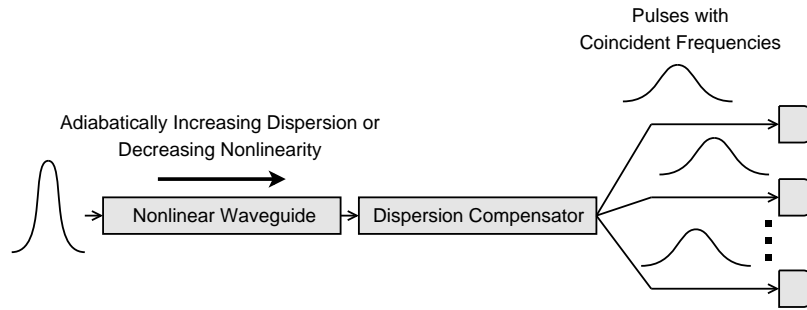 Pulses with
Coincident Frequencies
Adiabatically Increasing Dispersion or
Decreasing Nonlinearity
Nonlinear Waveguide
Dispersion Compensator